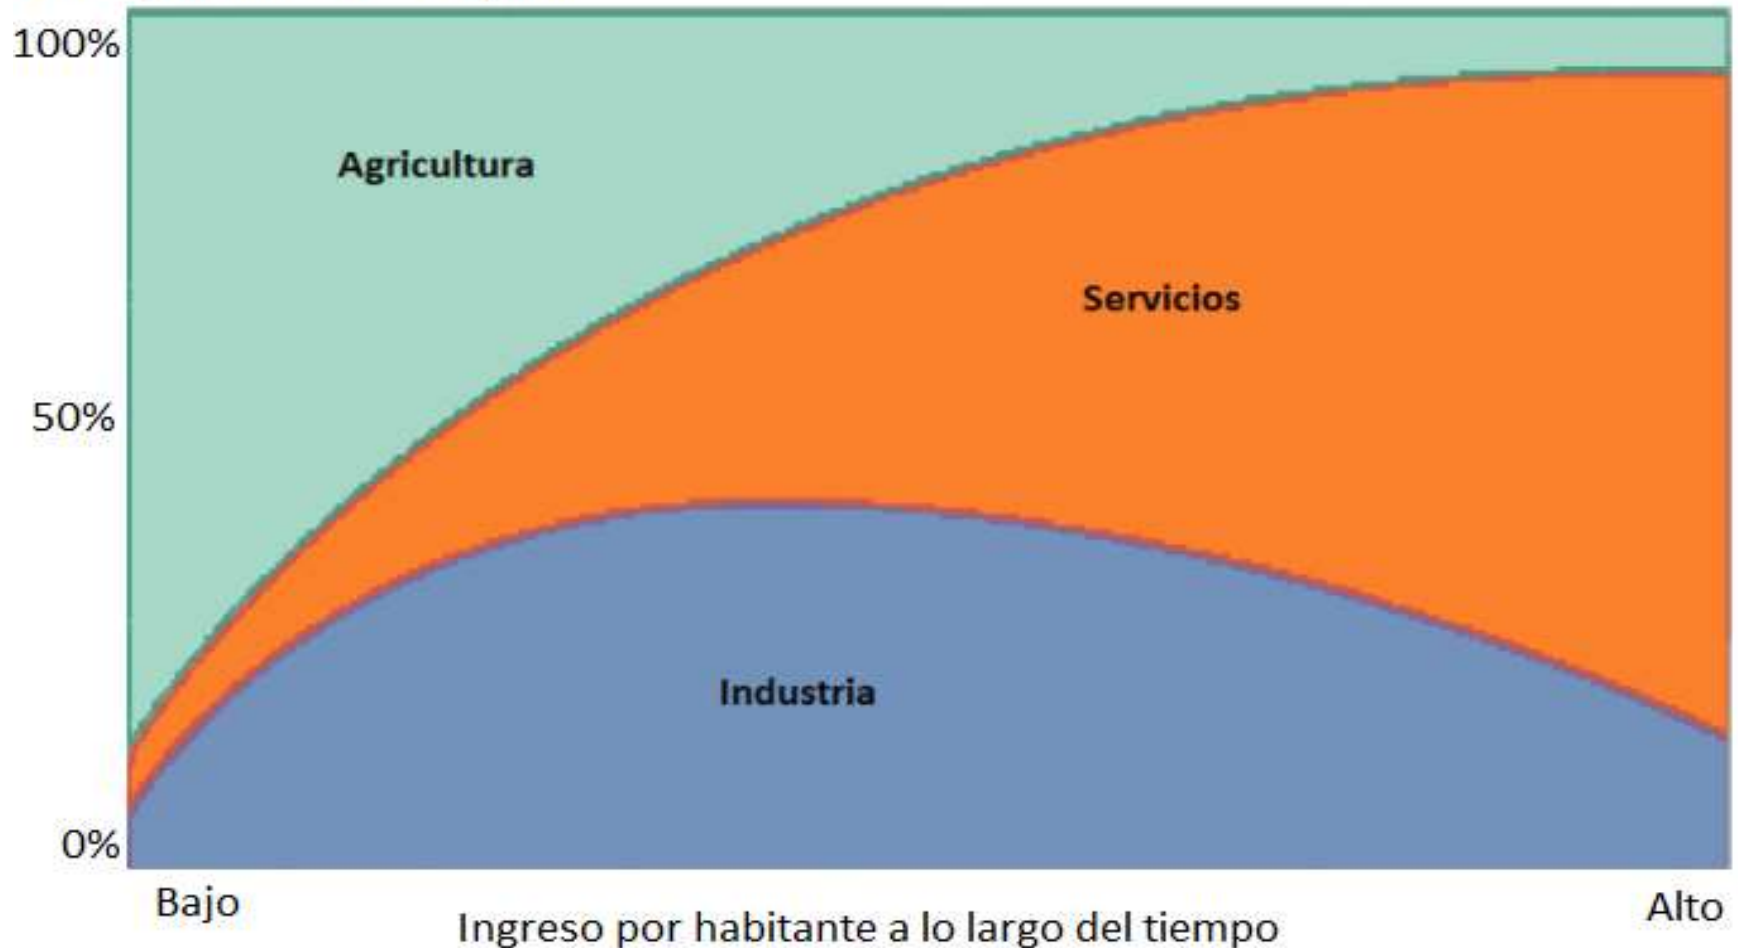 100%
Agricultura
Servicios
50%
Industria
0%
Bajo
Alto
Ingreso por habitante a lo largo del tiempo